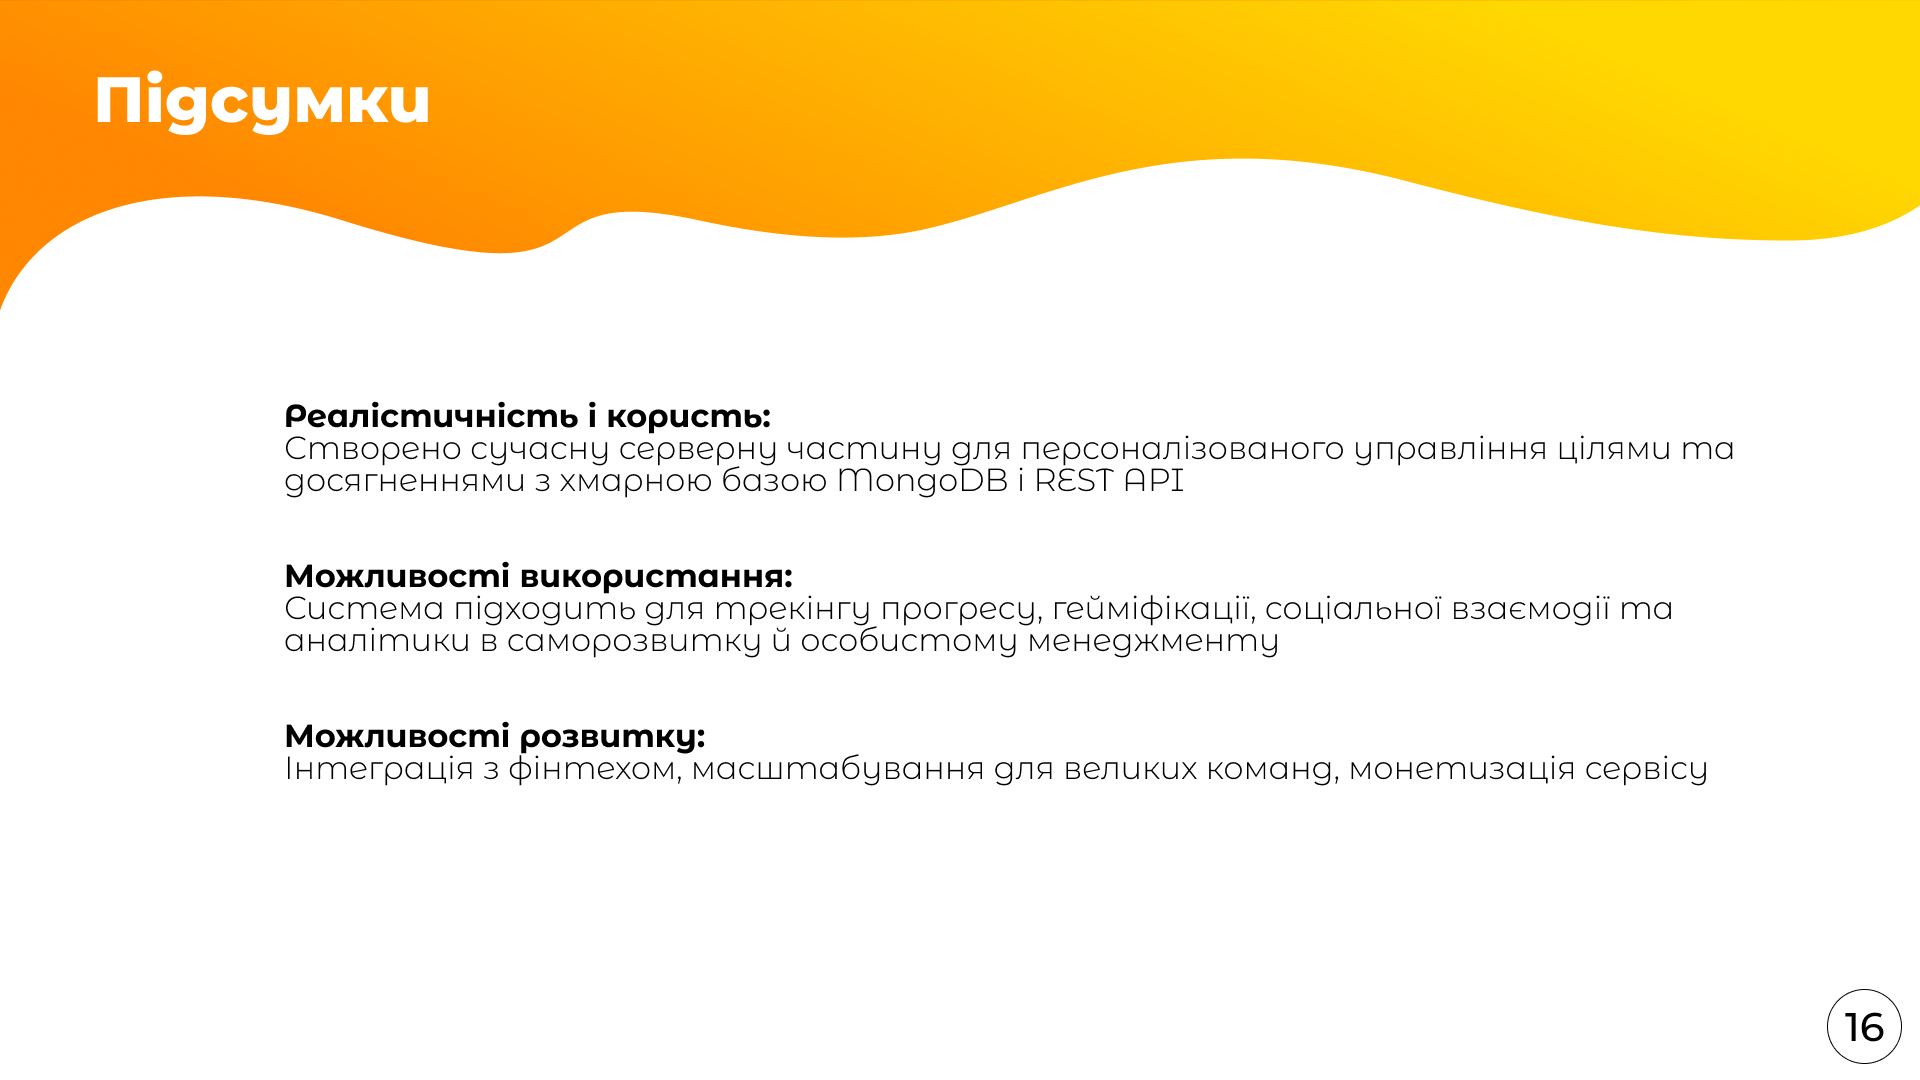 Підсумки
Реалістичність і користь:
Створено сучасну серверну частину для персоналізованого управління цілями та
досягненнями з хмарною базою MongoDB і REST API
Можливості використання:
Система підходить для трекінгу прогресу, гейміфікації, соціальної взаємодії та
аналітики в саморозвитку й особистому менеджменту
Можливості розвитку:
Інтеграція з фінтехом, масштабування для великих команд, монетизація сервісу
16